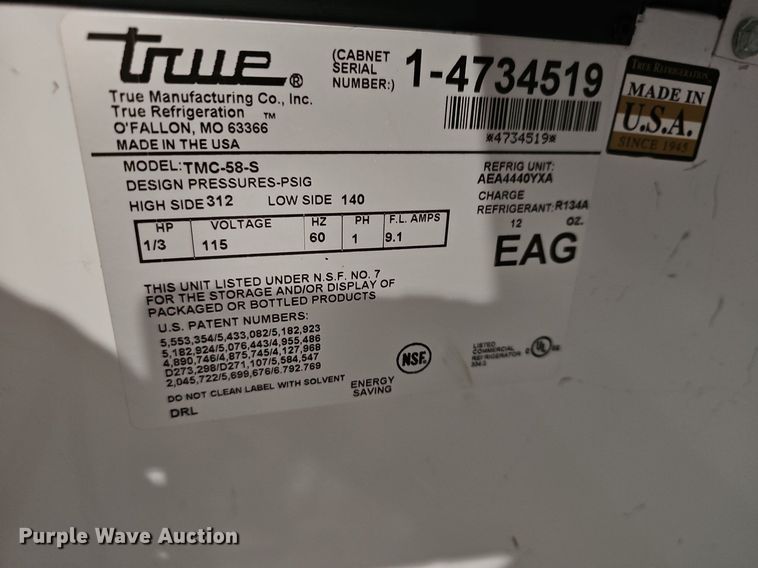 true®
(CABNET
SERIAL
NUMBER:) 1-4734519
*4734519*
True Manufacturing Co., Inc.
True Refrigeration ™
O'FALLON, MO 63366
MADE IN THE USA
TRUE REFRIGERATION
MADE IN
U.S.A.
SINCE 1945
MODEL: TMC-58-S
DESIGN PRESSURES-PSIG
HIGH SIDE 312 LOW SIDE 140
REFRIG UNIT:
AEA4440YXA
CHARGE
REFRIGERANT: R134A
12 OZ.
HP VOLTAGE HZ PH F.L. AMPS
1/3 115 60 1 9.1
EAG
THIS UNIT LISTED UNDER N.S.F. NO. 7
FOR THE STORAGE AND/OR DISPLAY OF
PACKAGED OR BOTTLED PRODUCTS
U.S. PATENT NUMBERS:
5,553,354/5,433,082/5,182,923
5,182,924/5,076,443/4,955,486
4,890,746/4,875,745/4,127,968
D273,298/D271,107/5,584,547
2,045,722/5,699,676/6.792.769
DO NOT CLEAN LABEL WITH SOLVENT
DRL
ENERGY
SAVING
NSF.
LISTED
COMMERCIAL
REFRIGERATOR
C UL
Purple Wave Auction